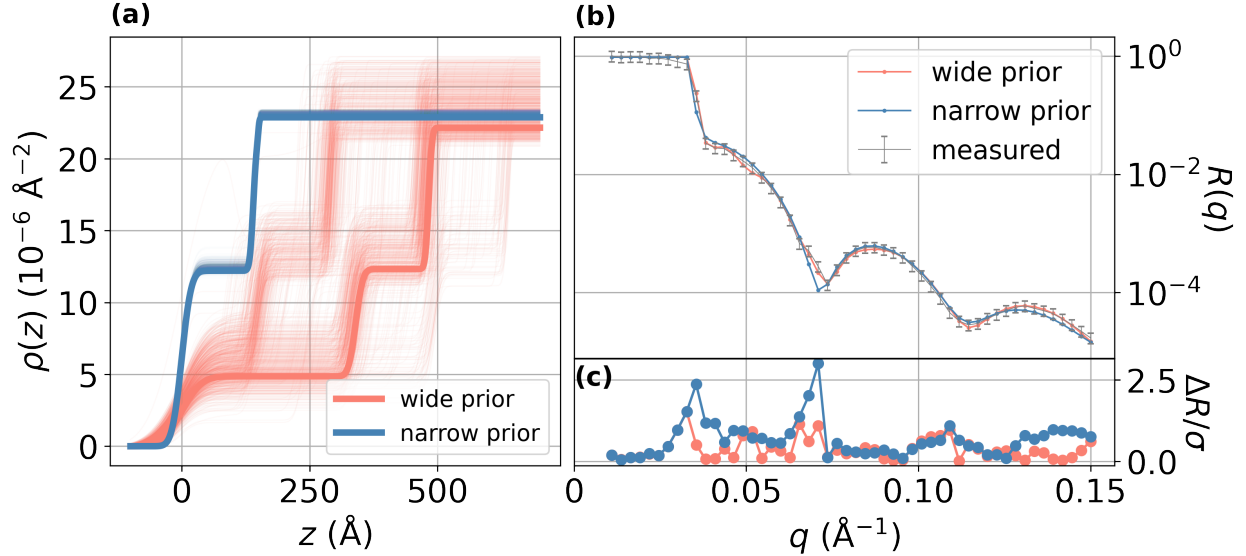 (a)
ρ(z) (10⁻⁶ Å⁻²)
25
20
15
10
5
0
0
250
500
z (Å)
wide prior
narrow prior
(b)
wide prior
narrow prior
measured
10⁰
10⁻²
10⁻⁴
R(q)
(c)
2.5
0.0
ΔR/σ
0
0.05
0.10
0.15
q (Å⁻¹)